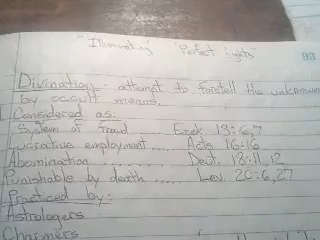 "Illuminating "Perfect Lights" 93
Divination - attempt to foretell the unknown
by occult means.
Considered as:
System of fraud .... Ezek. 13:6,7
Lucrative employment .... Acts 16:16
Abomination .......... Deut. 18:11,12
Punishable by death ..... Lev. 20:6,27
Practiced by:
Astrologers
Charmers